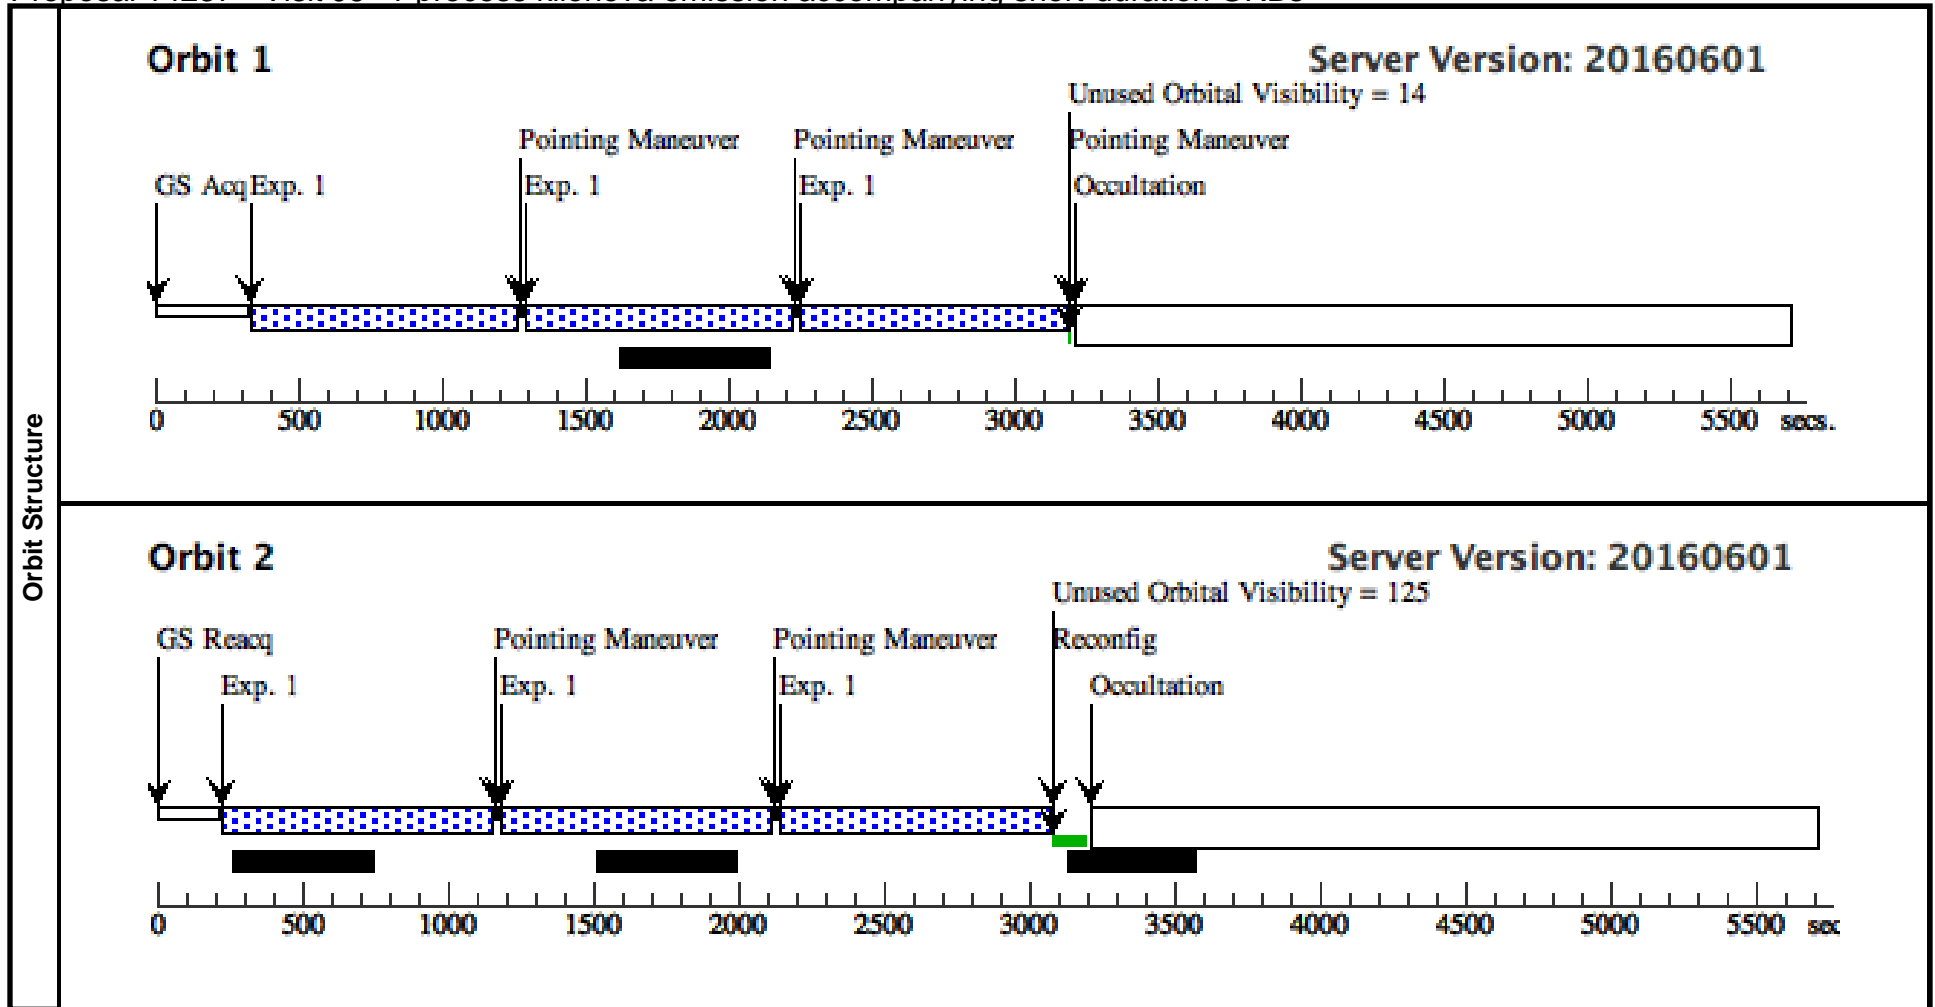 Orbit Structure
Orbit 1
Server Version: 20160601
Unused Orbital Visibility = 14
Pointing Maneuver Pointing Maneuver Pointing Maneuver
GS Acq Exp. 1 Exp. 1 Exp. 1 Occultation
0 500 1000 1500 2000 2500 3000 3500 4000 4500 5000 5500 secs.
Orbit 2
Server Version: 20160601
Unused Orbital Visibility = 125
GS Reacq Pointing Maneuver Pointing Maneuver Reconfig
Exp. 1 Exp. 1 Exp. 1 Occultation
0 500 1000 1500 2000 2500 3000 3500 4000 4500 5000 5500 sec